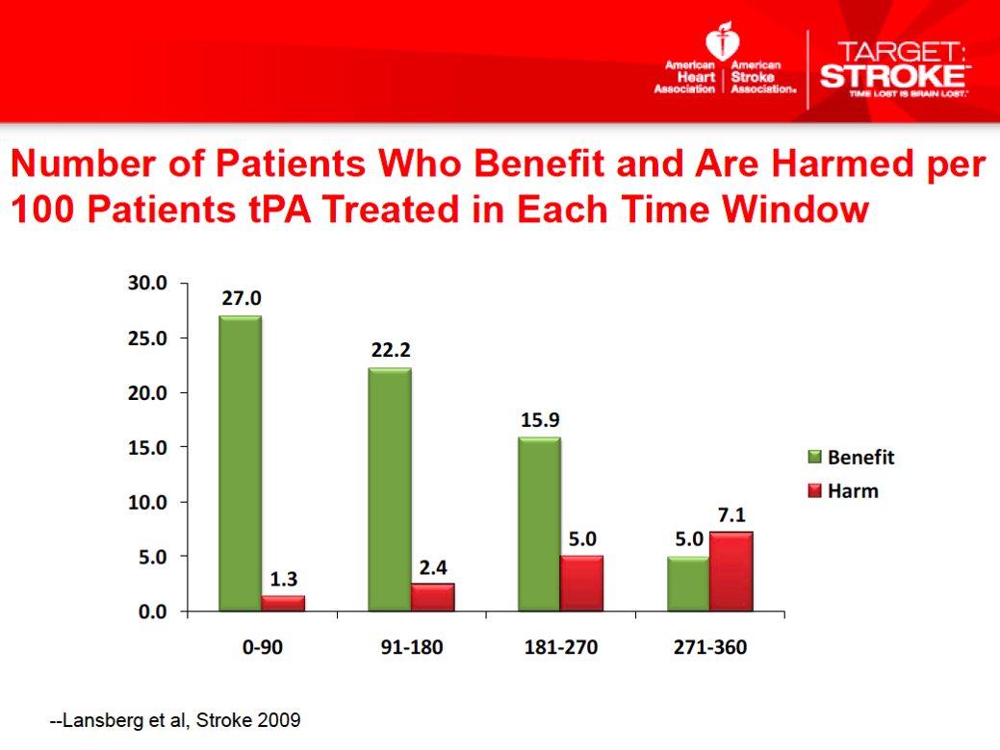 American Heart Association
American Stroke Association®
TARGET:
STROKE
TIME LOST IS BRAIN LOST.
Number of Patients Who Benefit and Are Harmed per
100 Patients tPA Treated in Each Time Window
30.0
25.0
20.0
15.0
10.0
5.0
0.0
27.0
1.3
22.2
2.4
15.9
5.0
5.0
7.1
0-90
91-180
181-270
271-360
Benefit
Harm
--Lansberg et al, Stroke 2009